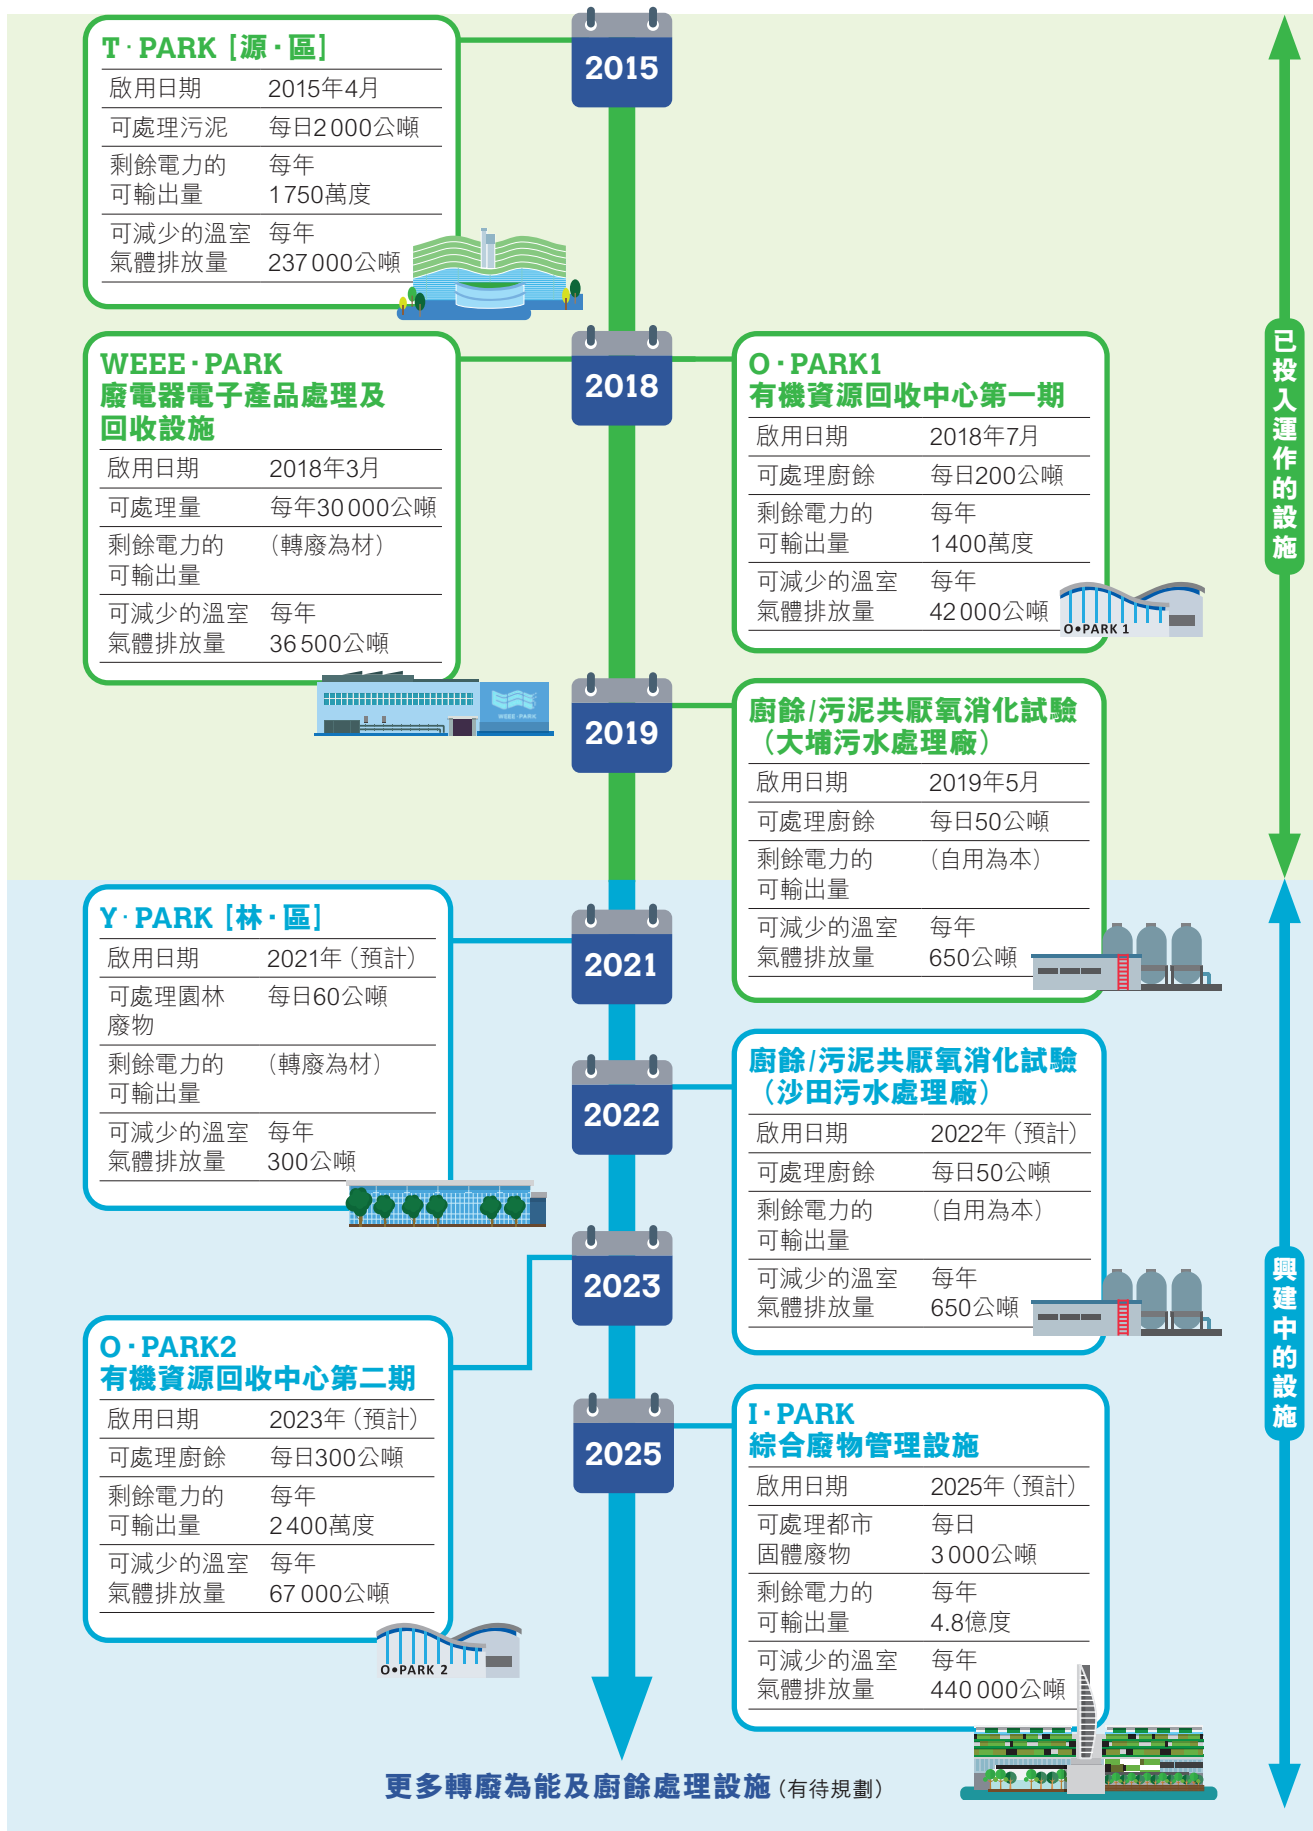 2015
T · PARK [源 · 區]
啟用日期 2015年4月
可處理污泥 每日2 000公噸
剩餘電力的 每年
可輸出量 1 750萬度
可減少的溫室 每年
氣體排放量 237 000公噸
2018
WEEE · PARK
廢電器電子產品處理及
回收設施
啟用日期 2018年3月
可處理量 每年30 000公噸
剩餘電力的 （轉廢為材）
可輸出量
可減少的溫室 每年
氣體排放量 36 500公噸
WEEE · PARK
O · PARK1
有機資源回收中心第一期
啟用日期 2018年7月
可處理廚餘 每日200公噸
剩餘電力的 每年
可輸出量 1 400萬度
可減少的溫室 每年
氣體排放量 42 000公噸
O•PARK 1
2019
廚餘/污泥共厭氧消化試驗
（大埔污水處理廠）
啟用日期 2019年5月
可處理廚餘 每日50公噸
剩餘電力的 （自用為本）
可輸出量
可減少的溫室 每年
氣體排放量 650公噸
已投入運作的設施
2021
Y · PARK [林 · 區]
啟用日期 2021年（預計）
可處理園林 每日60公噸
廢物
剩餘電力的 （轉廢為材）
可輸出量
可減少的溫室 每年
氣體排放量 300公噸
2022
廚餘/污泥共厭氧消化試驗
（沙田污水處理廠）
啟用日期 2022年（預計）
可處理廚餘 每日50公噸
剩餘電力的 （自用為本）
可輸出量
可減少的溫室 每年
氣體排放量 650公噸
2023
O · PARK2
有機資源回收中心第二期
啟用日期 2023年（預計）
可處理廚餘 每日300公噸
剩餘電力的 每年
可輸出量 2 400萬度
可減少的溫室 每年
氣體排放量 67 000公噸
O•PARK 2
2025
I · PARK
綜合廢物管理設施
啟用日期 2025年（預計）
可處理都市 每日
固體廢物 3 000公噸
剩餘電力的 每年
可輸出量 4.8億度
可減少的溫室 每年
氣體排放量 440 000公噸
興建中的設施
更多轉廢為能及廚餘處理設施（有待規劃）